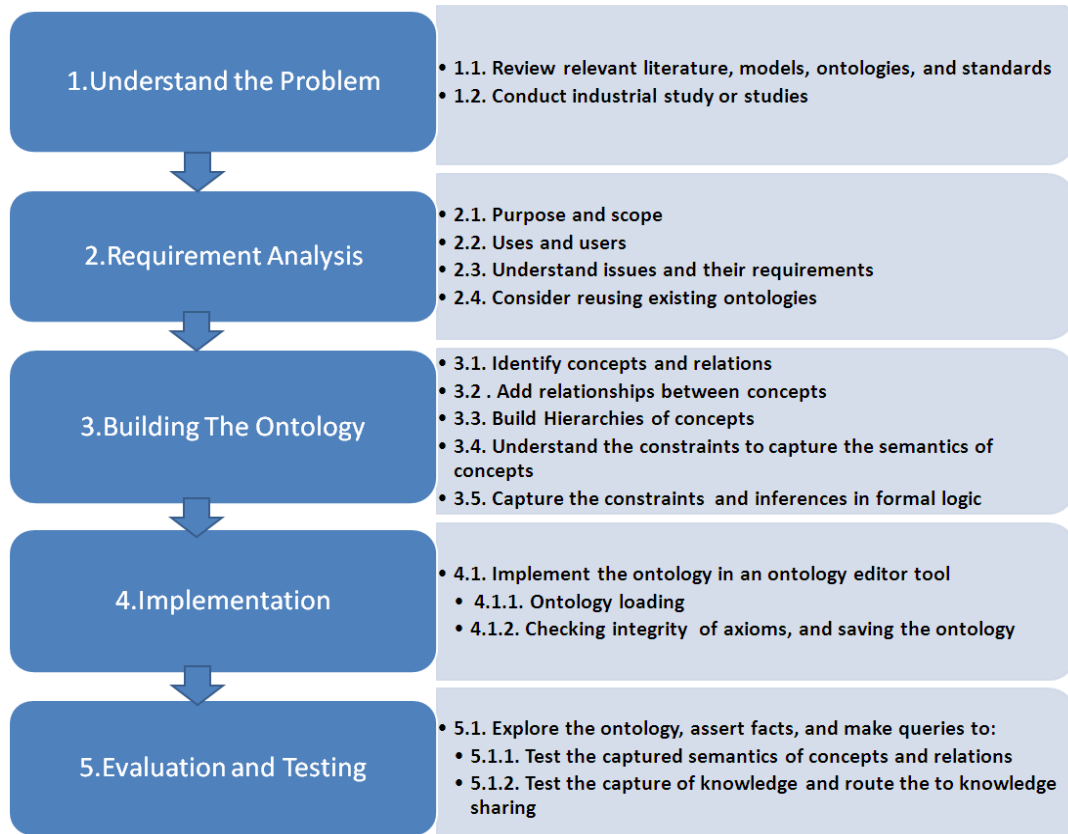 1.Understand the Problem
• 1.1. Review relevant literature, models, ontologies, and standards
• 1.2. Conduct industrial study or studies
2.Requirement Analysis
• 2.1. Purpose and scope
• 2.2. Uses and users
• 2.3. Understand issues and their requirements
• 2.4. Consider reusing existing ontologies
3.Building The Ontology
• 3.1. Identify concepts and relations
• 3.2 . Add relationships between concepts
• 3.3. Build Hierarchies of concepts
• 3.4. Understand the constraints to capture the semantics of
concepts
• 3.5. Capture the constraints and inferences in formal logic
4.Implementation
• 4.1. Implement the ontology in an ontology editor tool
• 4.1.1. Ontology loading
• 4.1.2. Checking integrity of axioms, and saving the ontology
5.Evaluation and Testing
• 5.1. Explore the ontology, assert facts, and make queries to:
• 5.1.1. Test the captured semantics of concepts and relations
• 5.1.2. Test the capture of knowledge and route the to knowledge
sharing